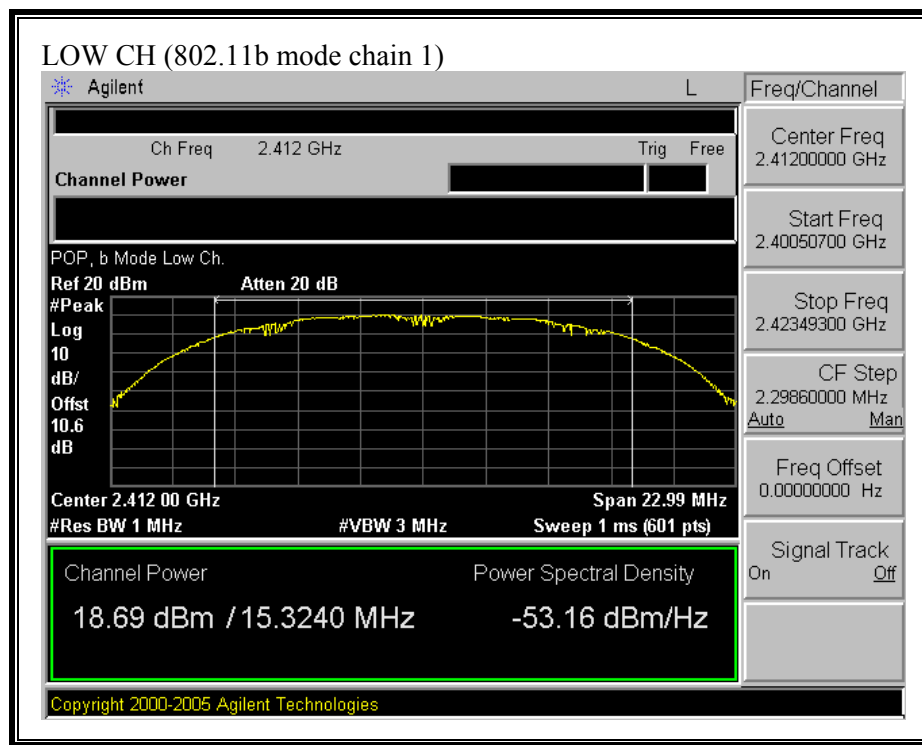 LOW CH (802.11b mode chain 1)
Agilent L Freq/Channel
Ch Freq 2.412 GHz Trig Free
Channel Power
Center Freq
2.41200000 GHz
Start Freq
2.40050700 GHz
Stop Freq
2.42349300 GHz
CF Step
2.29860000 MHz
Auto Man
Freq Offset
0.00000000 Hz
Signal Track
On Off
POP, b Mode Low Ch.
Ref 20 dBm Atten 20 dB
#Peak
Log
10
dB/
Offst
10.6
dB
Center 2.412 00 GHz Span 22.99 MHz
#Res BW 1 MHz #VBW 3 MHz Sweep 1 ms (601 pts)
Channel Power Power Spectral Density
18.69 dBm / 15.3240 MHz -53.16 dBm/Hz
Copyright 2000-2005 Agilent Technologies